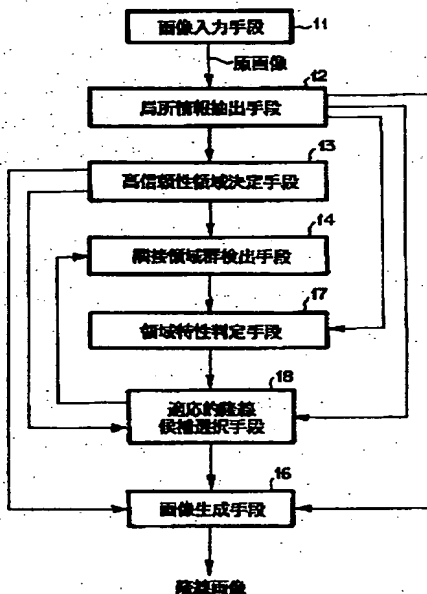 画像入力手段
11
原画像
12
局所情報抽出手段
13
高信頼性領域決定手段
14
隣接領域群検出手段
17
領域特性判定手段
18
適応的隆線
候補選択手段
16
画像生成手段
隆線画像